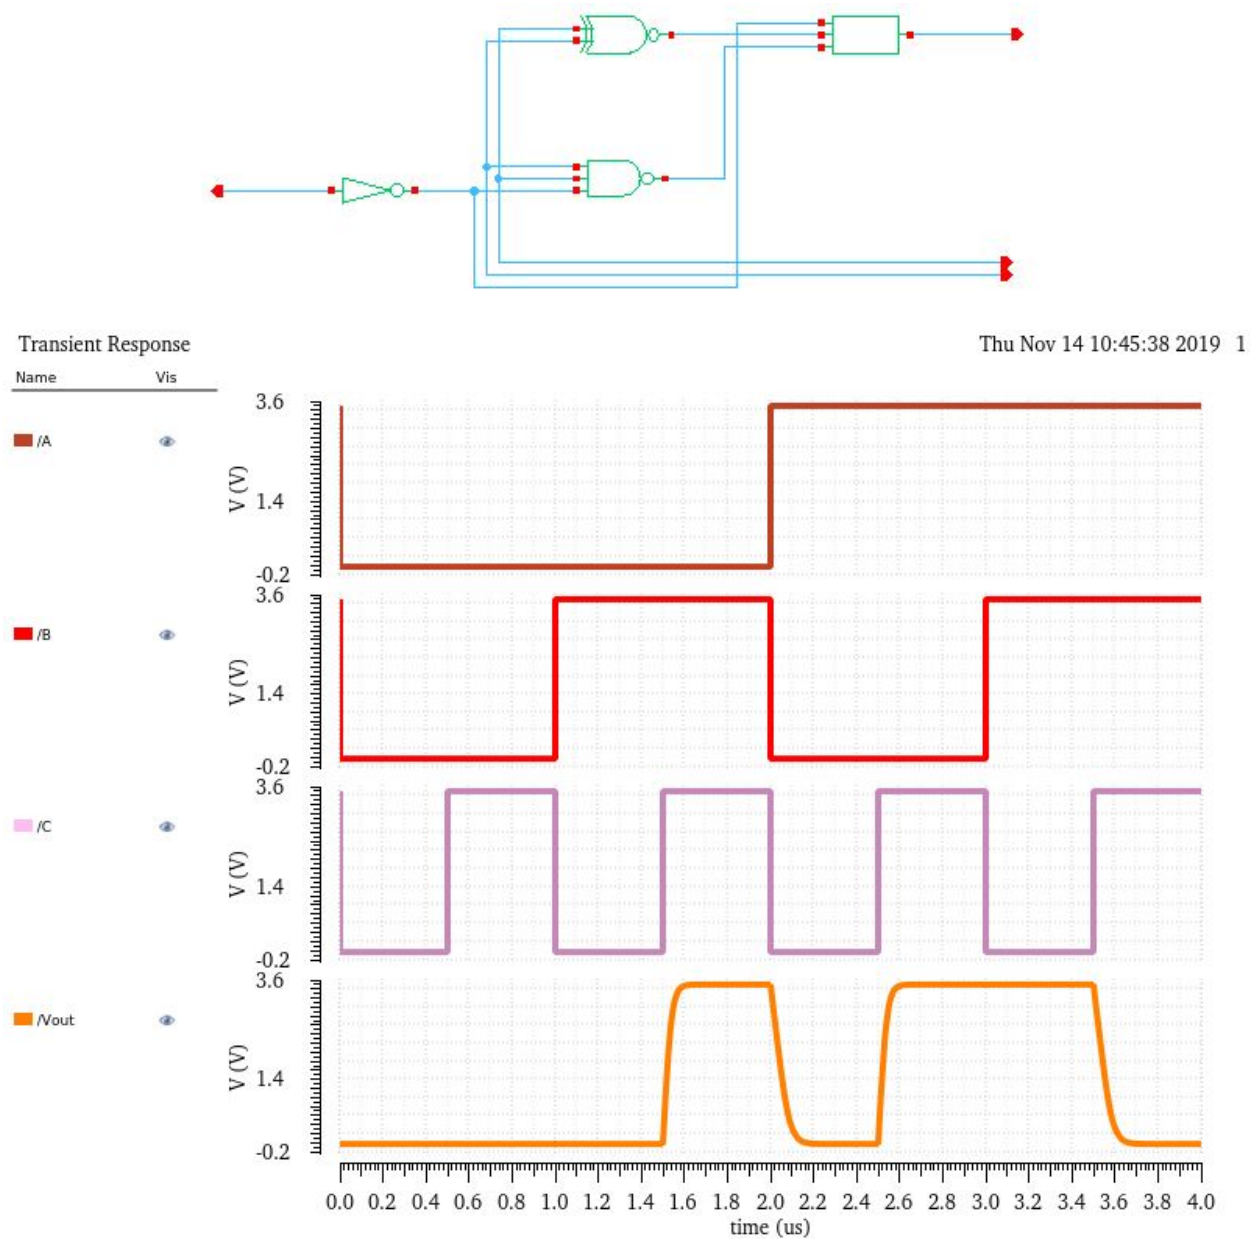 Transient Response
Thu Nov 14 10:45:38 2019 1
Name Vis
/A
3.6
1.4
-0.2
V (V)
/B
3.6
1.4
-0.2
V (V)
/C
3.6
1.4
-0.2
V (V)
/Vout
3.6
1.4
-0.2
V (V)
0.0 0.2 0.4 0.6 0.8 1.0 1.2 1.4 1.6 1.8 2.0 2.2 2.4 2.6 2.8 3.0 3.2 3.4 3.6 3.8 4.0
time (us)